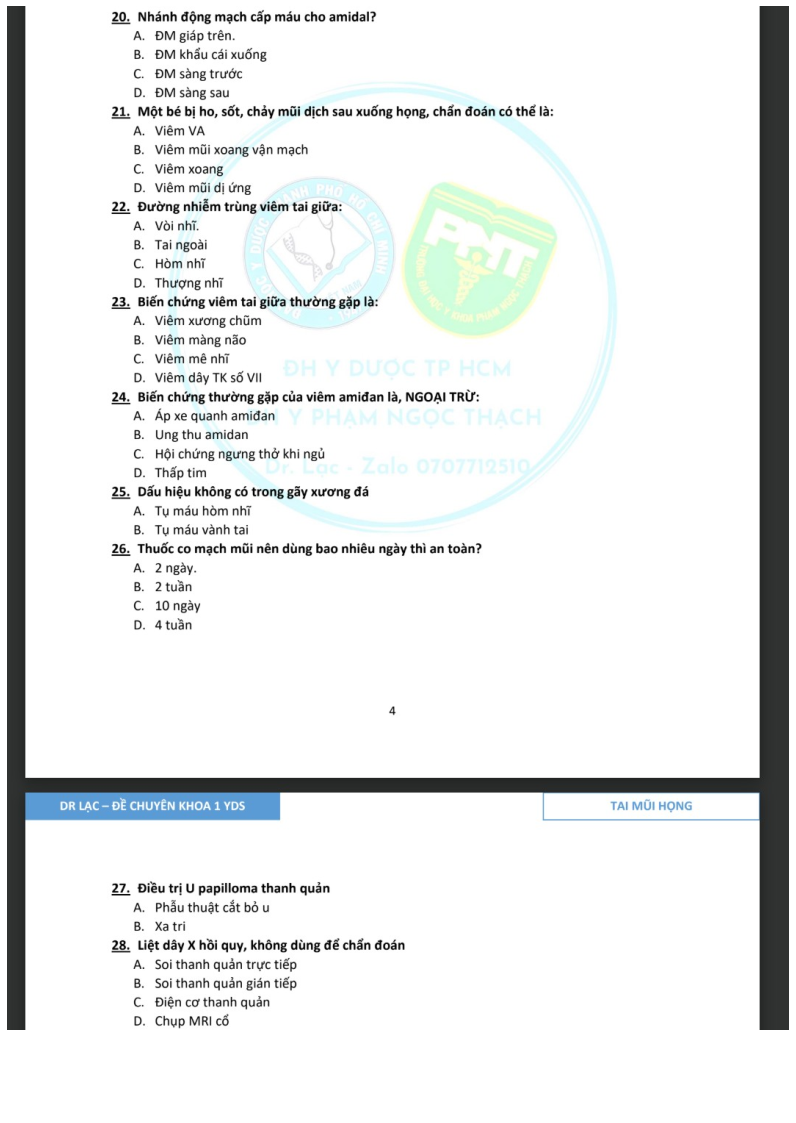 20. Nhánh động mạch cấp máu cho amidal?
A. ĐM giáp trên.
B. ĐM khẩu cái xuống
C. ĐM sàng trước
D. ĐM sàng sau
21. Một bé bị ho, sốt, chảy mũi dịch sau xuống họng, chẩn đoán có thể là:
A. Viêm VA
B. Viêm mũi xoang vận mạch
C. Viêm xoang
D. Viêm mũi dị ứng
22. Đường nhiễm trùng viêm tai giữa:
A. Vòi nhĩ.
B. Tai ngoài
C. Hòm nhĩ
D. Thượng nhĩ
23. Biến chứng viêm tai giữa thường gặp là:
A. Viêm xương chũm
B. Viêm màng não
C. Viêm mê nhĩ
D. Viêm dây TK số VII
ĐH Y DƯỢC TP HCM
24. Biến chứng thường gặp của viêm amiđan là, NGOẠI TRỪ:
A. Áp xe quanh amiđan
ĐH Y PHẠM NGỌC THẠCH
B. Ung thu amidan
C. Hội chứng ngưng thở khi ngủ
D. Thấp tim
Dr. Lạc - Zalo 0707712510
25. Dấu hiệu không có trong gãy xương đá
A. Tụ máu hòm nhĩ
B. Tụ máu vành tai
26. Thuốc co mạch mũi nên dùng bao nhiêu ngày thì an toàn?
A. 2 ngày.
B. 2 tuần
C. 10 ngày
D. 4 tuần
PNT
4
DR LẠC – ĐỀ CHUYÊN KHOA 1 YDS
TAI MŨI HỌNG
27. Điều trị U papilloma thanh quản
A. Phẫu thuật cắt bỏ u
B. Xa tri
28. Liệt dây X hồi quy, không dùng để chẩn đoán
A. Soi thanh quản trực tiếp
B. Soi thanh quản gián tiếp
C. Điện cơ thanh quản
D. Chụp MRI cổ